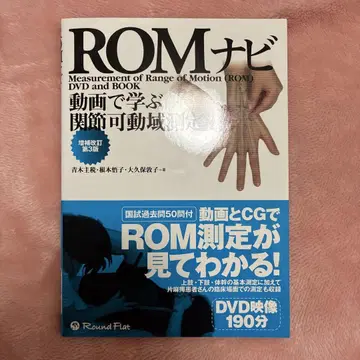 ROMナビ
Measurement of Range of Motion (ROM)
DVD and BOOK
動画で学ぶ
関節可動域測定
増補改訂
第3版
青木主税・根本悟子・大久保敦子・著
国試過去問50問付
動画とCGで
ROM測定が
見てわかる!
上肢・下肢・体幹の基本測定に加えて
片麻痺患者さんの臨床場面での測定も収録
DVD映像
190分
Round Flat